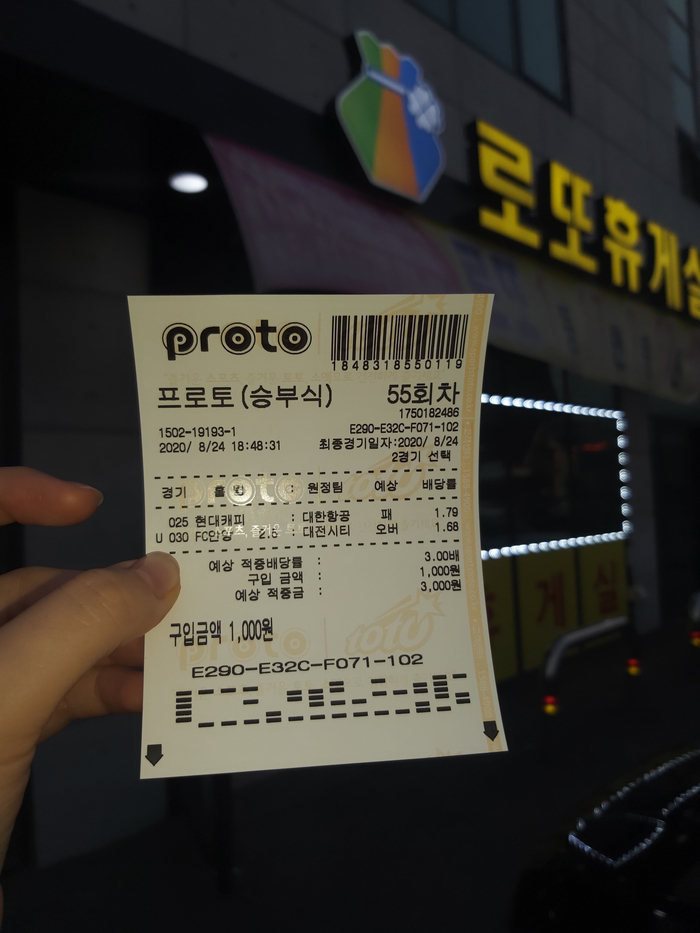 로또휴게실
proto
1848318550119
프로토(승부식) 55회차
1750182486
1502-19193-1 E290-E32C-F071-102
2020/ 8/24 18:48:31 최종경기일자:2020/ 8/24
2경기 선택
경기 홈팀 : 원정팀 예상 배당률
025 현대캐피 : 대한항공 패 1.79
U 030 FC안양 2.5 : 대전시티 오버 1.68
예상 적중배당률 : 3.00배
구입 금액 : 1,000원
예상 적중금 : 3,000원
구입금액 1,000원
E290-E32C-F071-102
게 실